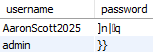 username password
AaronScott2025 ]n|▯q
admin }}